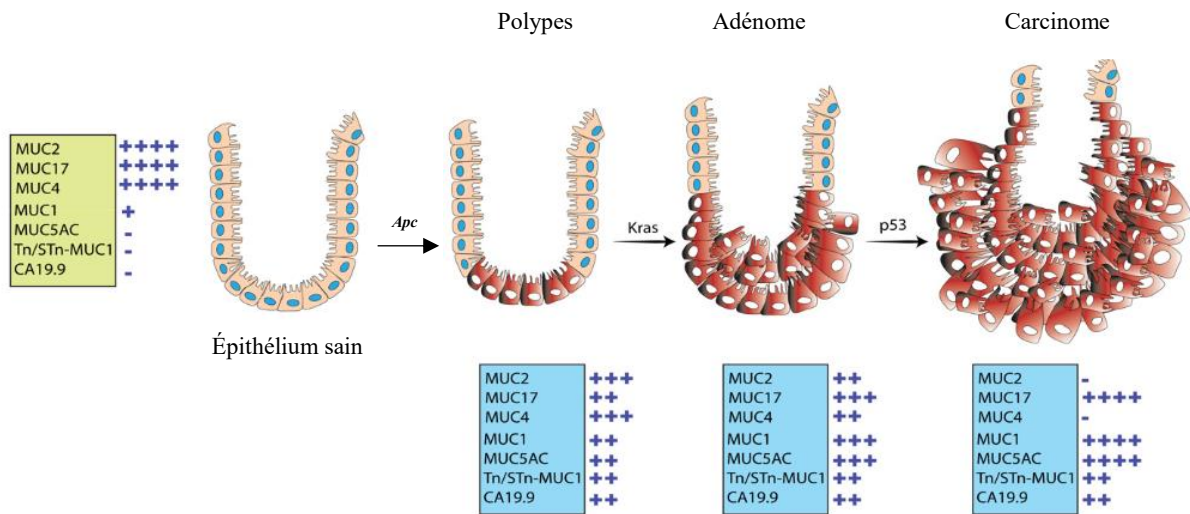 Polypes
Adénome
Carcinome
MUC2 ++++
MUC17 ++++
MUC4 ++++
MUC1 +
MUC5AC -
Tn/STn-MUC1 -
CA19.9 -
Apc
Kras
p53
Épithélium sain
MUC2 +++
MUC17 ++
MUC4 +++
MUC1 ++
MUC5AC ++
Tn/STn-MUC1 ++
CA19.9 ++
MUC2 ++
MUC17 +++
MUC4 ++
MUC1 +++
MUC5AC +++
Tn/STn-MUC1 ++
CA19.9 ++
MUC2 -
MUC17 ++++
MUC4 -
MUC1 ++++
MUC5AC ++++
Tn/STn-MUC1 ++
CA19.9 ++